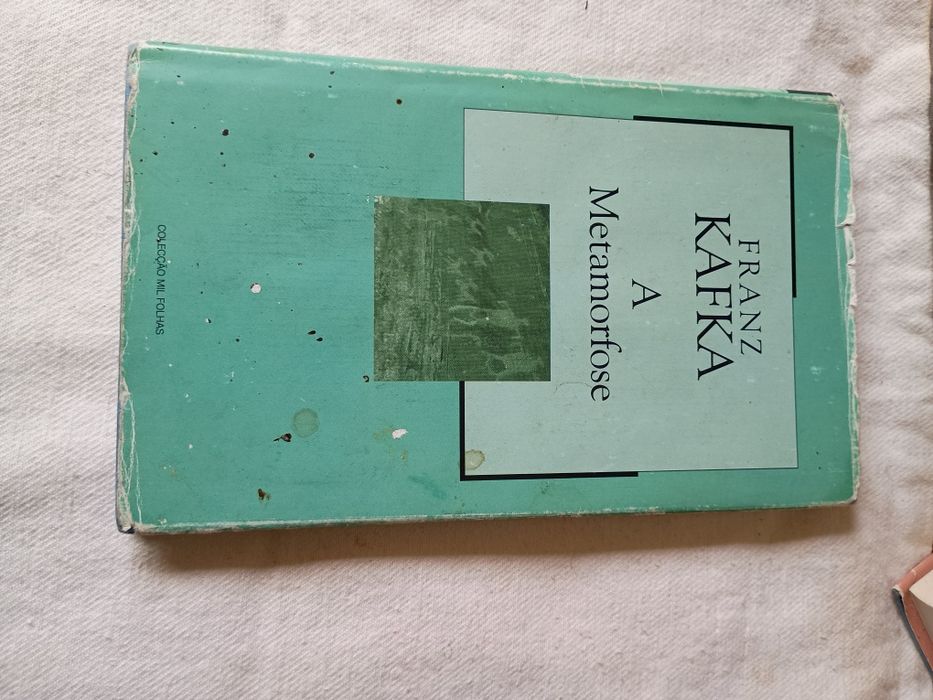 FRANZ
KAFKA
A
Metamorfose
COLECÇÃO MIL FOLHAS